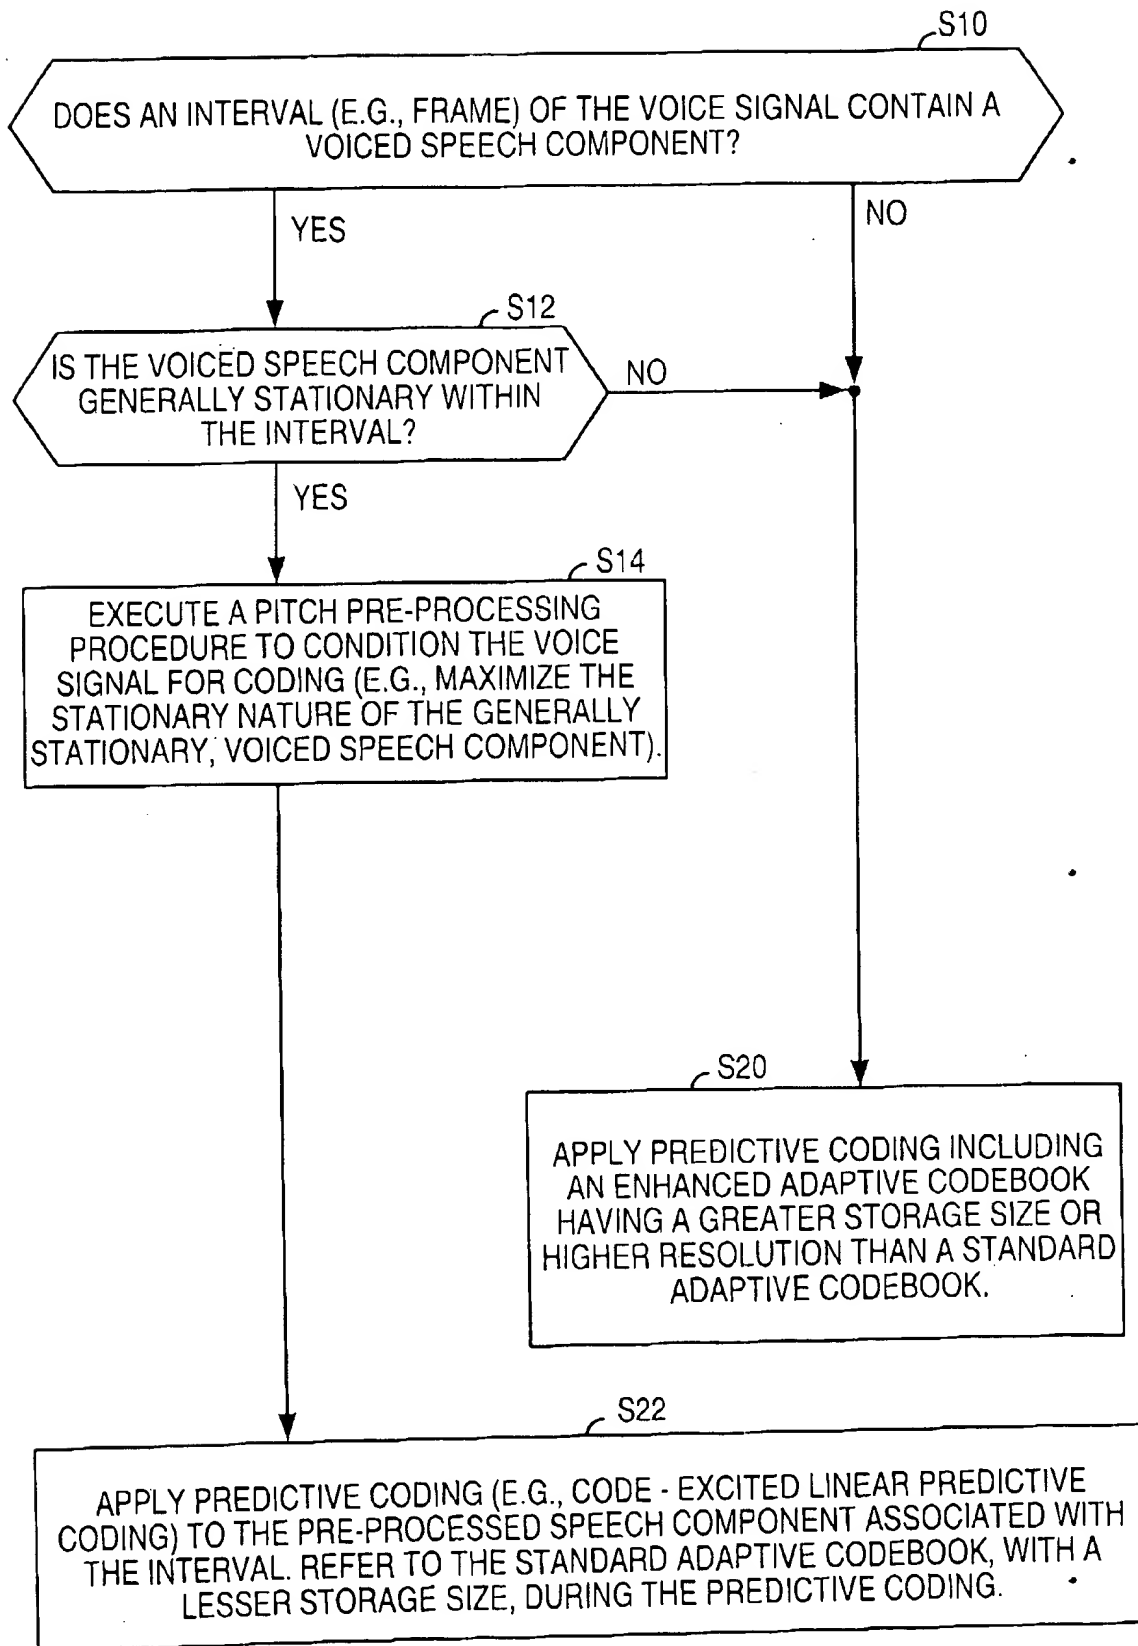 S10
DOES AN INTERVAL (E.G., FRAME) OF THE VOICE SIGNAL CONTAIN A
VOICED SPEECH COMPONENT?
YES
NO
S12
IS THE VOICED SPEECH COMPONENT
GENERALLY STATIONARY WITHIN
THE INTERVAL?
NO
YES
S14
EXECUTE A PITCH PRE-PROCESSING
PROCEDURE TO CONDITION THE VOICE
SIGNAL FOR CODING (E.G., MAXIMIZE THE
STATIONARY NATURE OF THE GENERALLY
STATIONARY, VOICED SPEECH COMPONENT).
S20
APPLY PREDICTIVE CODING INCLUDING
AN ENHANCED ADAPTIVE CODEBOOK
HAVING A GREATER STORAGE SIZE OR
HIGHER RESOLUTION THAN A STANDARD
ADAPTIVE CODEBOOK.
S22
APPLY PREDICTIVE CODING (E.G., CODE - EXCITED LINEAR PREDICTIVE
CODING) TO THE PRE-PROCESSED SPEECH COMPONENT ASSOCIATED WITH
THE INTERVAL. REFER TO THE STANDARD ADAPTIVE CODEBOOK, WITH A
LESSER STORAGE SIZE, DURING THE PREDICTIVE CODING.